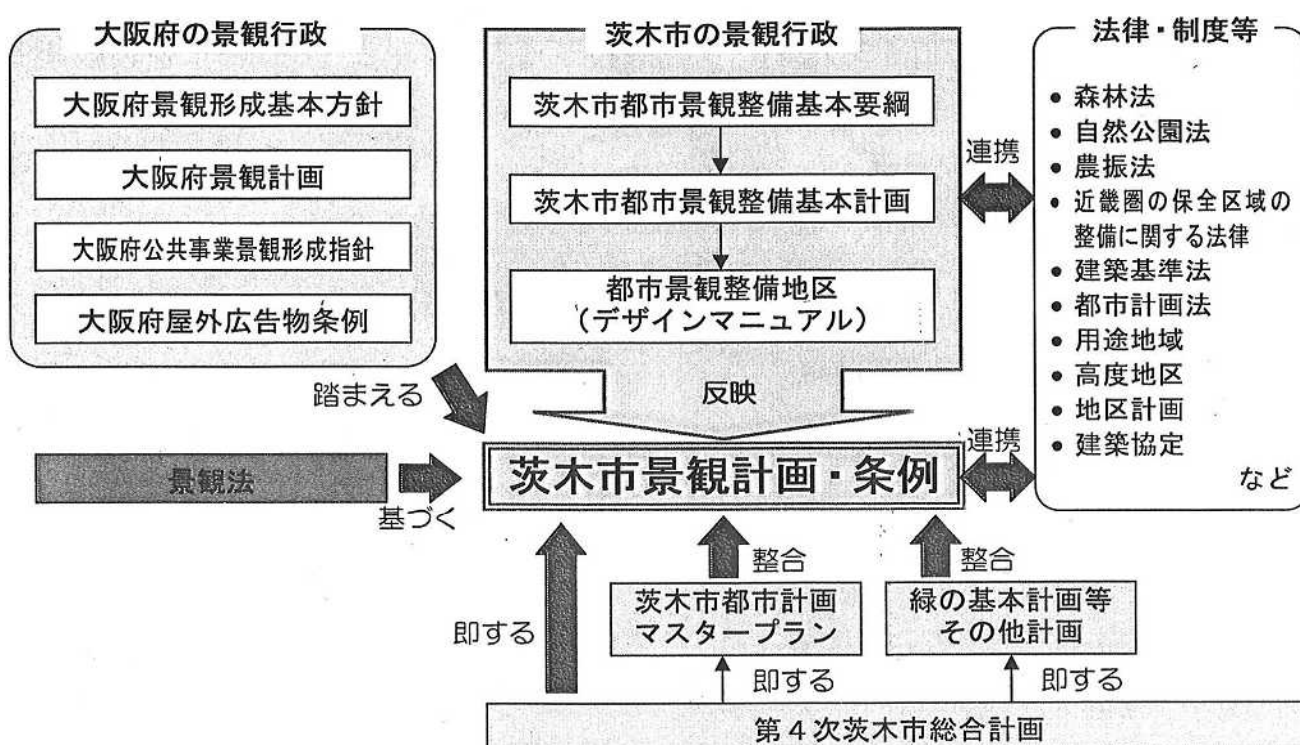 大阪府の景観行政
大阪府景観形成基本方針
大阪府景観計画
大阪府公共事業景観形成指針
大阪府屋外広告物条例
茨木市の景観行政
茨木市都市景観整備基本要綱
茨木市都市景観整備基本計画
都市景観整備地区
(デザインマニュアル)
法律・制度等
• 森林法
• 自然公園法
• 農振法
• 近畿圏の保全区域の
整備に関する法律
• 建築基準法
• 都市計画法
• 用途地域
• 高度地区
• 地区計画
• 建築協定
など
連携
踏まえる
反映
連携
景観法
基づく
茨木市景観計画・条例
即する
整合
整合
茨木市都市計画
マスタープラン
緑の基本計画等
その他計画
即する
即する
第4次茨木市総合計画